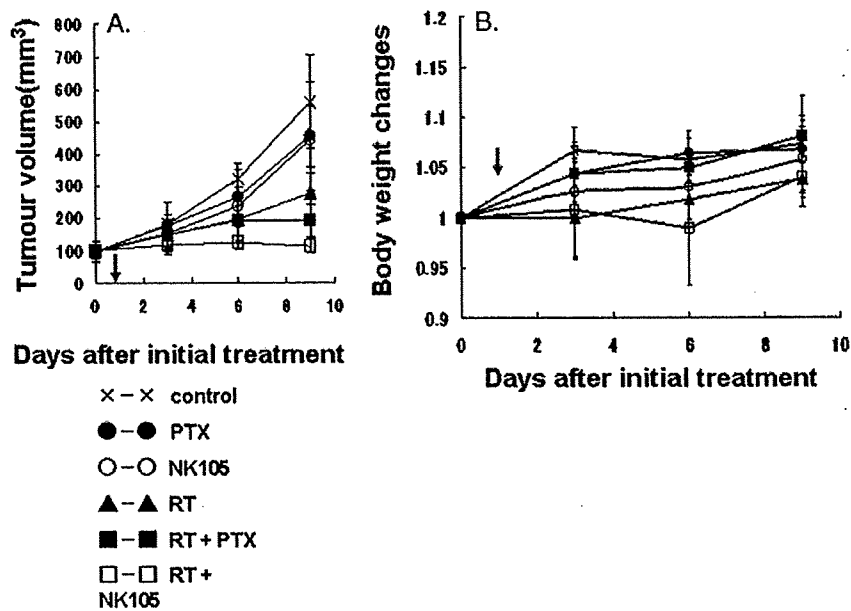 A.
Tumour volume(mm³)
800
700
600
500
400
300
200
100
0
0 2 4 6 8 10
Days after initial treatment
B.
Body weight changes
1.2
1.15
1.1
1.05
1
0.95
0.9
0 2 4 6 8 10
Days after initial treatment
control
PTX
NK105
RT
RT + PTX
RT +
NK105